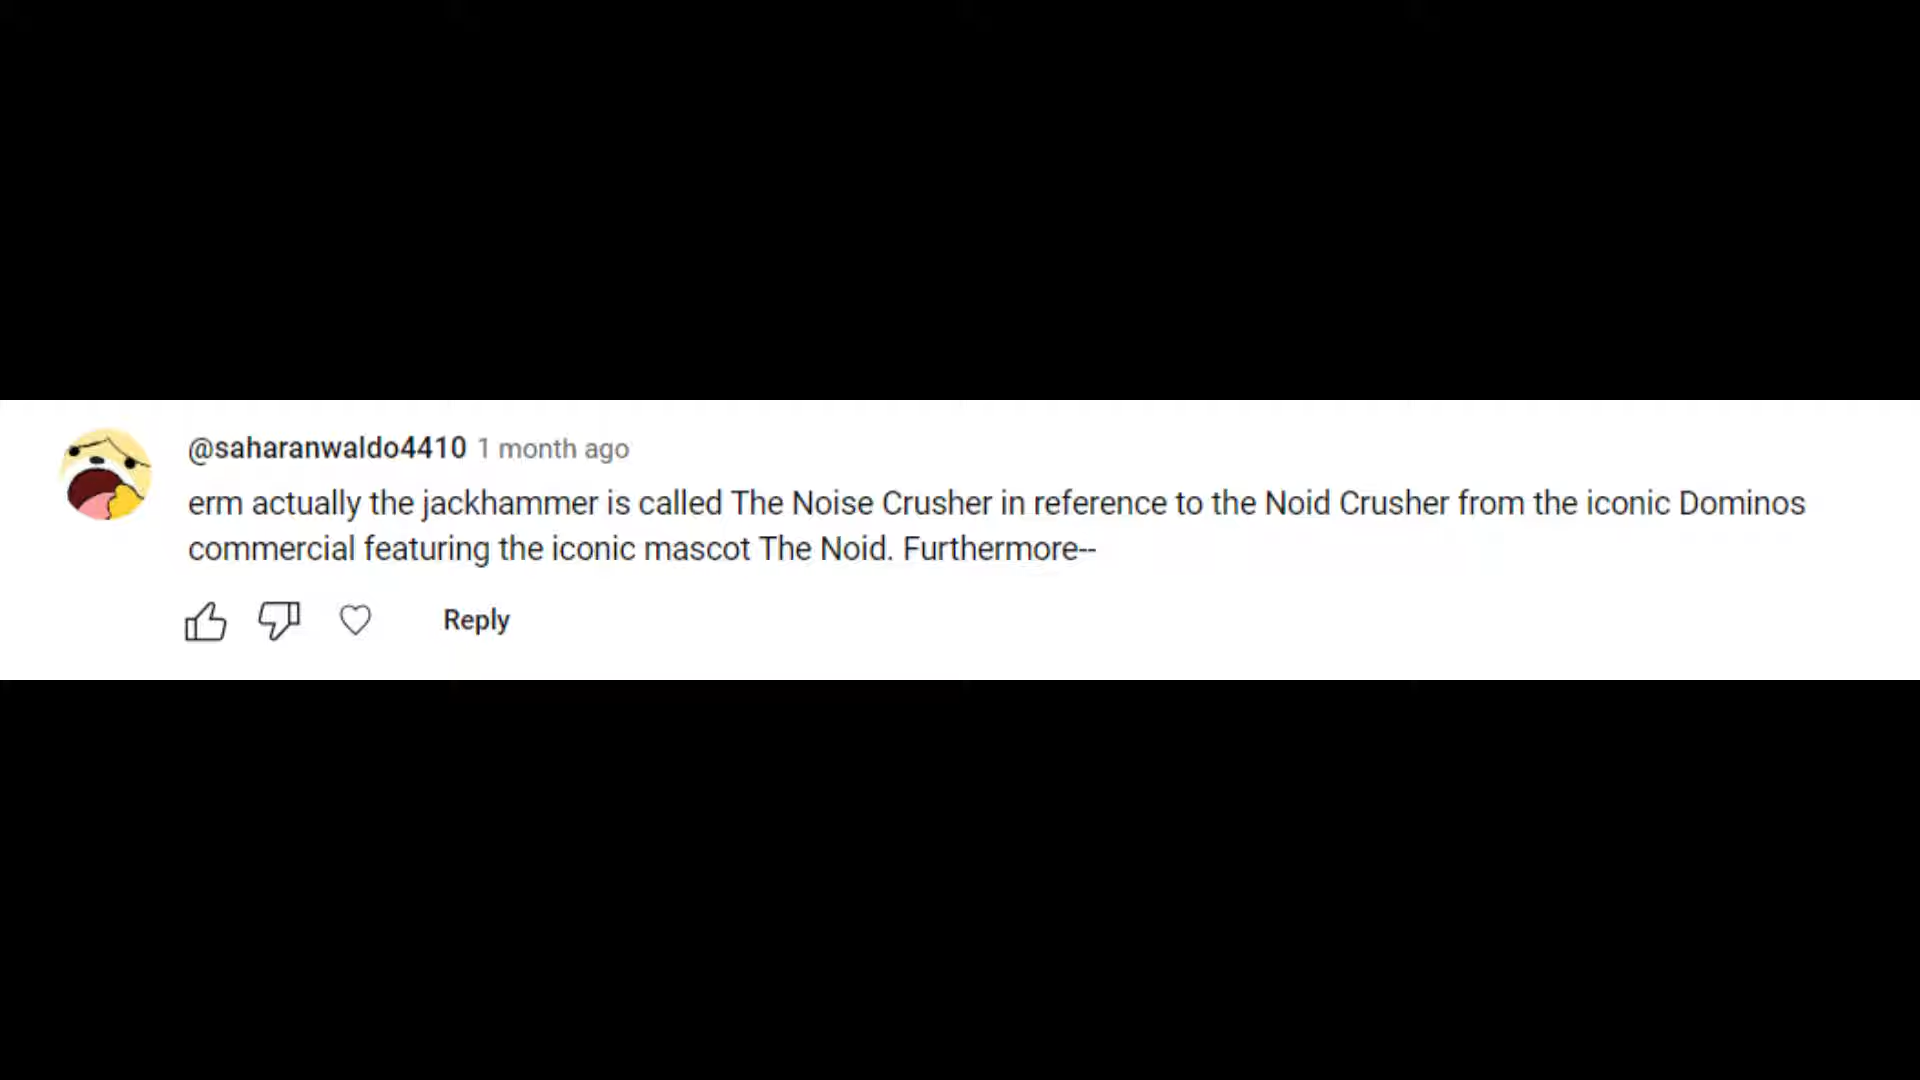 @saharanwaldo4410 1 month ago
erm actually the jackhammer is called The Noise Crusher in reference to the Noid Crusher from the iconic Dominos
commercial featuring the iconic mascot The Noid. Furthermore--
Reply